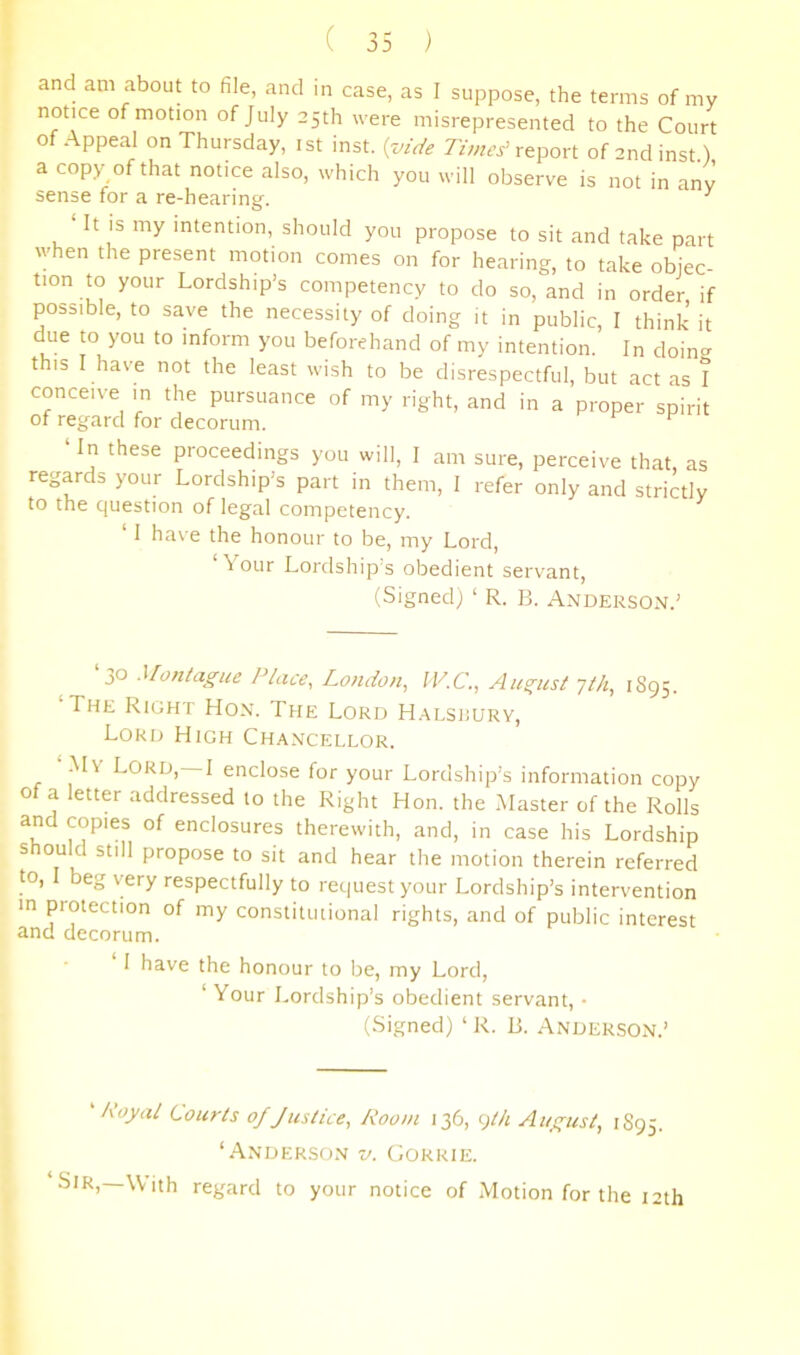 ( 35 )
and am about to file, and in case, as I suppose, the terms of my
notice of motion of July 25th were misrepresented to the Court
of Appeal on Thursday, 1st inst. (vide Times' report of 2nd inst.),
a copy of that notice also, which you will observe is not in any
sense for a re-hearing.
‘It is my intention, should you propose to sit and take part
when the present motion comes on for hearing, to take objec-
tion to your Lordship's competency to do so, and in order, if
possible, to save the necessity of doing it in public, I think it
due to you to inform you beforehand of my intention. In doing
this I have not the least wish to be disrespectful, but act as I
conceive in the pursuance of my right, and in a proper spirit
of regard for decorum.
‘In these proceedings you will, I am sure, perceive that, as
regards your Lordship's part in them, I refer only and strictly
to the question of legal competency.
‘I have the honour to be, my Lord,
‘Your Lordship's obedient servant,
(Signed) ‘R. B. ANDERSON.’
‘30 Montague Place, London, W.C., August 7th, 1895.
‘THE RIGHT HON. THE LORD HALSBURY,
LORD HIGH CHANCELLOR.
‘MY LORD,—I enclose for your Lordship's information copy
of a letter addressed to the Right Hon. the Master of the Rolls
and copies of enclosures therewith, and, in case his Lordship
should still propose to sit and hear the motion therein referred
to, I beg very respectfully to request your Lordship's intervention
in protection of my constitutional rights, and of public interest
and decorum.
‘I have the honour to be, my Lord,
‘Your Lordship's obedient servant,
(Signed) ‘R. B. ANDERSON.’
‘Royal Courts of Justice, Room 136, 9th August, 1895.
‘ANDERSON v. GORRIE.
‘SIR,—With regard to your notice of Motion for the 12th